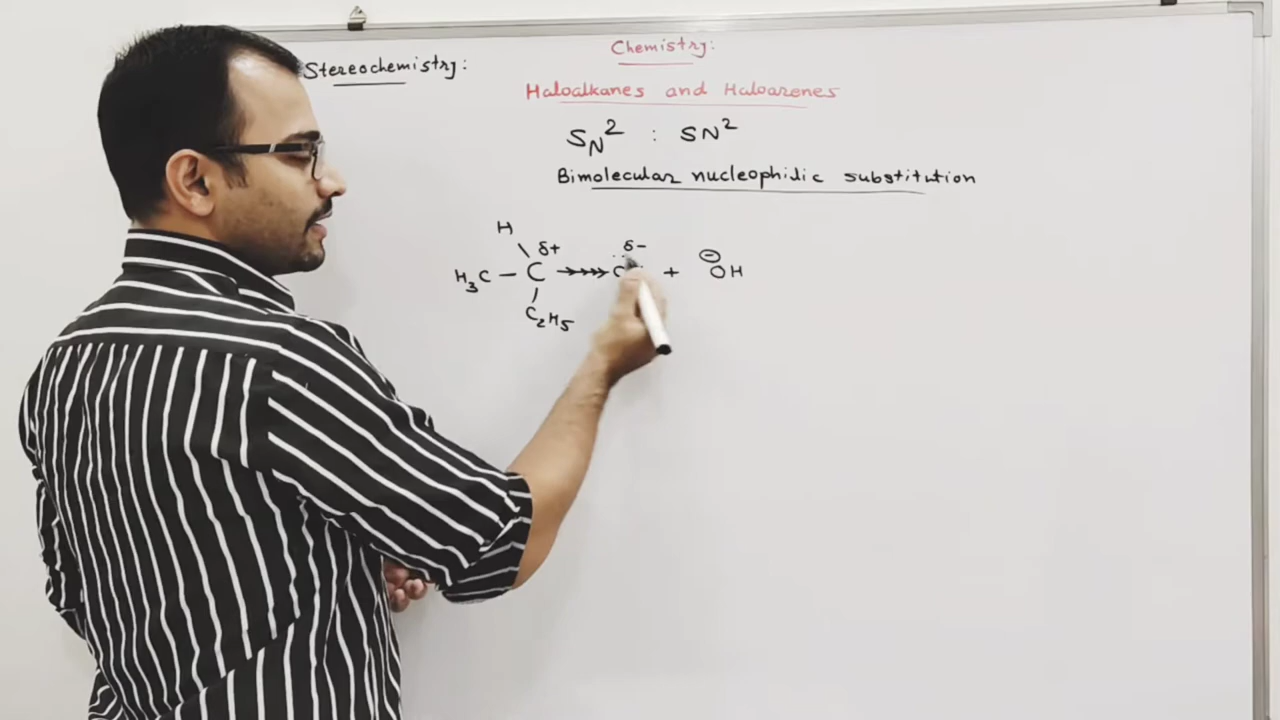 Stereochemistry:
Chemistry:
Haloalkanes and Haloarenes
SN2 : SN2
Bimolecular nucleophilic substitution
H
δ+ δ-
H3C - C + ⊖OH
C2H5